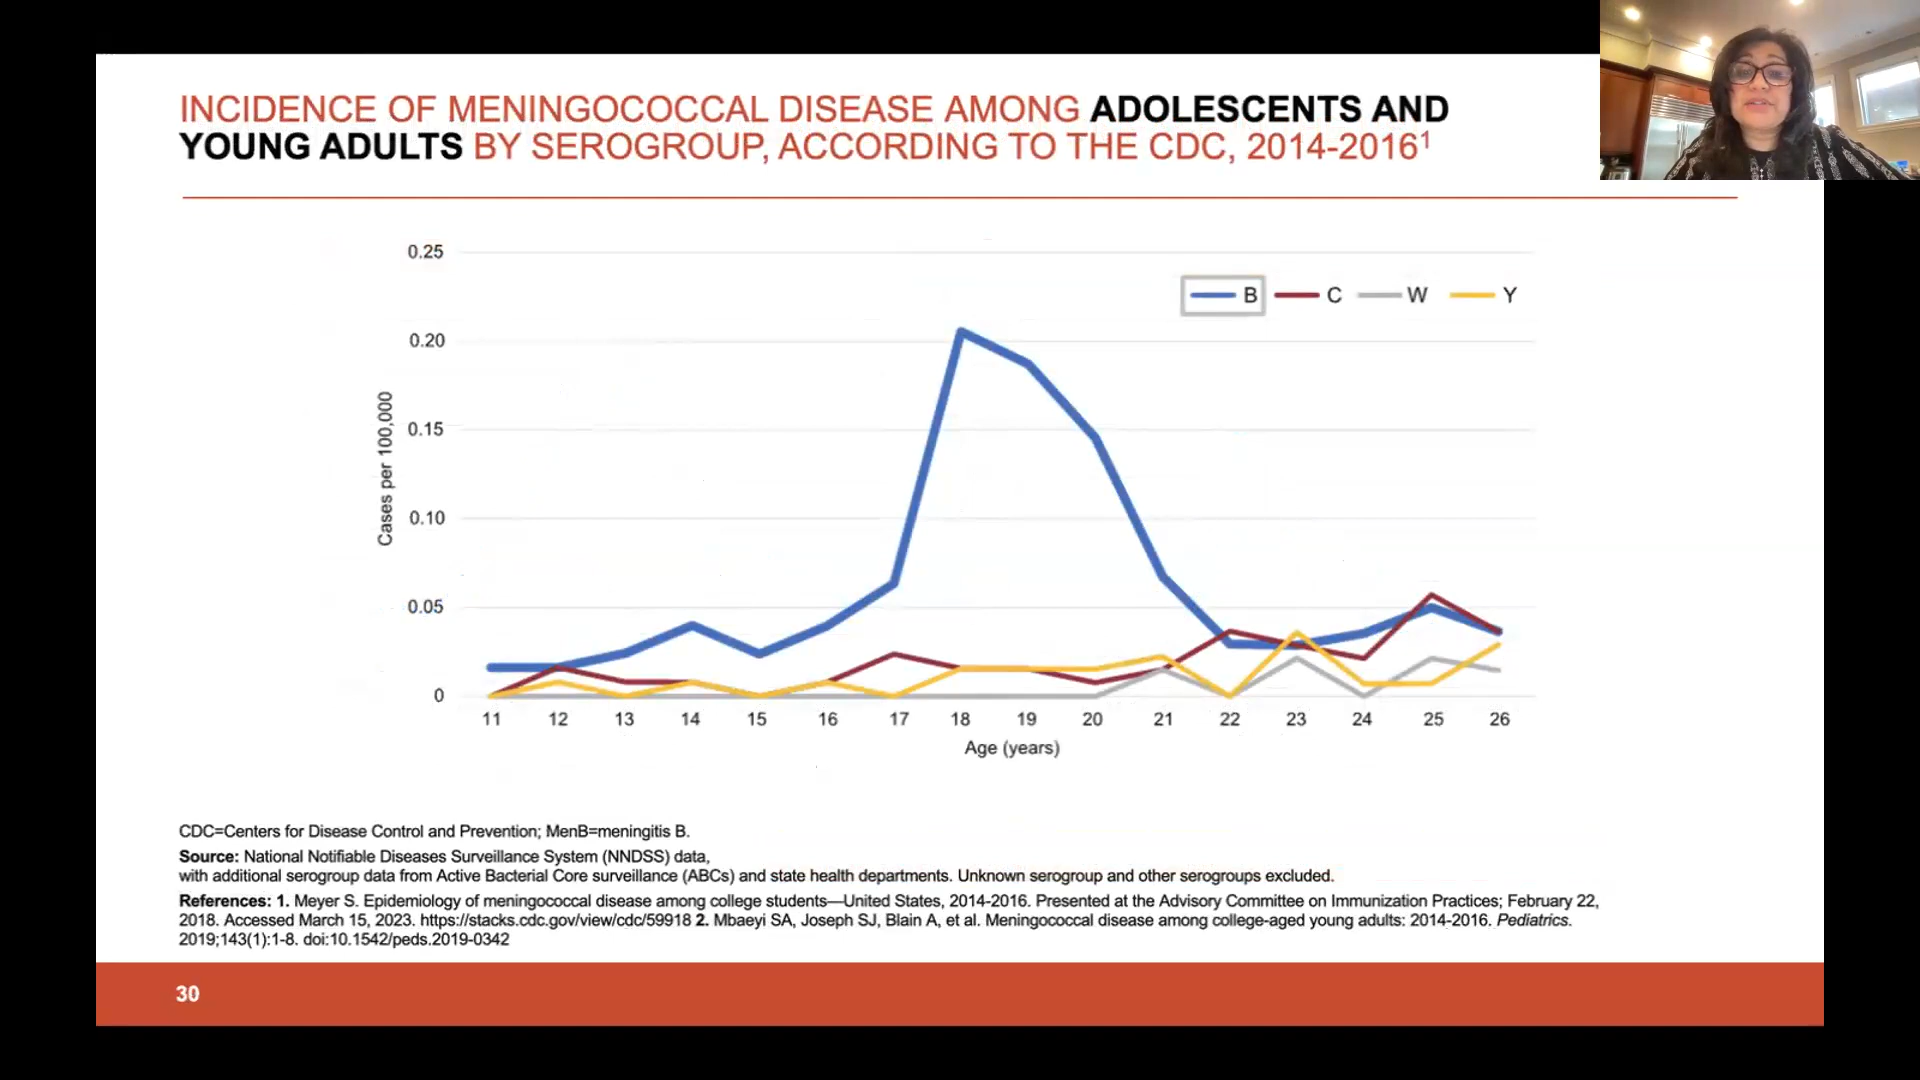 INCIDENCE OF MENINGOCOCCAL DISEASE AMONG ADOLESCENTS AND
YOUNG ADULTS BY SEROGROUP, ACCORDING TO THE CDC, 2014-2016¹
0.25
B C W Y
0.20
0.15
Cases per 100,000
0.10
0.05
0
11 12 13 14 15 16 17 18 19 20 21 22 23 24 25 26
Age (years)
CDC=Centers for Disease Control and Prevention; MenB=meningitis B.
Source: National Notifiable Diseases Surveillance System (NNDSS) data,
with additional serogroup data from Active Bacterial Core surveillance (ABCs) and state health departments. Unknown serogroup and other serogroups excluded.
References: 1. Meyer S. Epidemiology of meningococcal disease among college students—United States, 2014-2016. Presented at the Advisory Committee on Immunization Practices; February 22,
2018. Accessed March 15, 2023. https://stacks.cdc.gov/view/cdc/59918 2. Mbaeyi SA, Joseph SJ, Blain A, et al. Meningococcal disease among college-aged young adults: 2014-2016. Pediatrics.
2019;143(1):1-8. doi:10.1542/peds.2019-0342
30